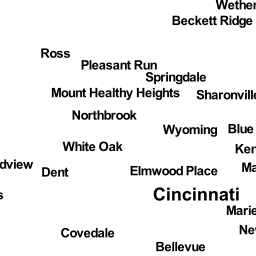 Wether
Beckett Ridge
Ross
Pleasant Run
Springdale
Mount Healthy Heights
Sharonville
Northbrook
Wyoming
Blue
White Oak
Ken
dview
Dent
Elmwood Place
Ma
s
Cincinnati
Marie
Covedale
Nev
Bellevue